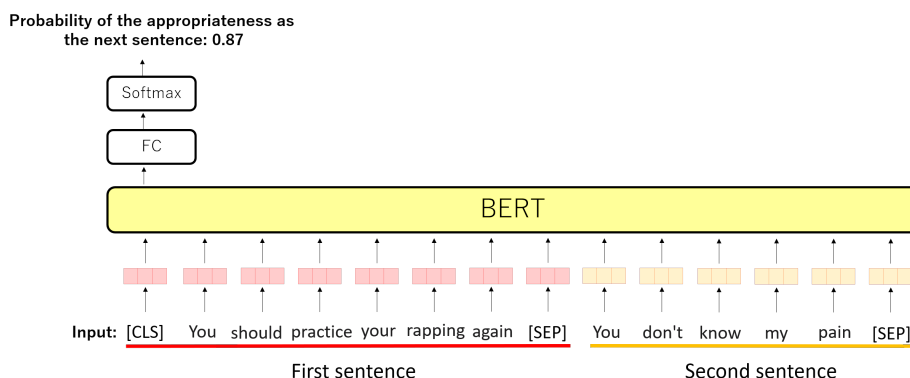 Probability of the appropriateness as
the next sentence: 0.87
Softmax
FC
BERT
Input: [CLS] You should practice your rapping again [SEP] You don't know my pain [SEP]
First sentence Second sentence